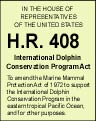 IN THE HOUSE OF
REPRESENTATIVES
OF THE UNITED STATES
H.R. 408
International Dolphin
Conservation Program Act
To amend the Marine Mammal
Protection Act of 1972 to support
the International Dolphin
Conservation Program in the
eastern tropical Pacific Ocean,
and for other purposes.